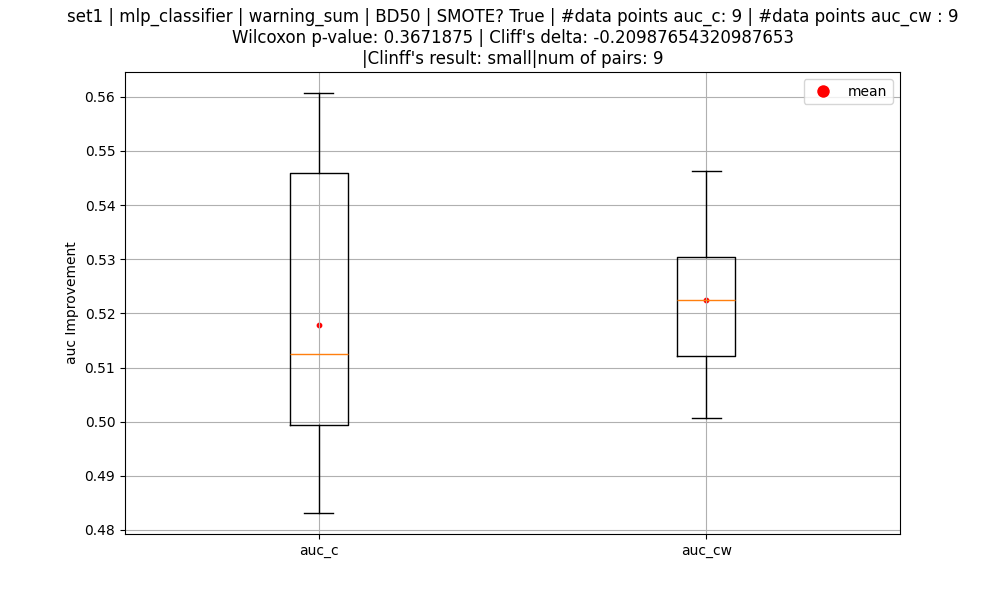 set1 | mlp_classifier | warning_sum | BD50 | SMOTE? True | #data points auc_c: 9 | #data points auc_cw : 9
Wilcoxon p-value: 0.3671875 | Cliff's delta: -0.20987654320987653
|Clinff's result: small|num of pairs: 9
mean
auc Improvement
0.56
0.55
0.54
0.53
0.52
0.51
0.50
0.49
0.48
auc_c
auc_cw